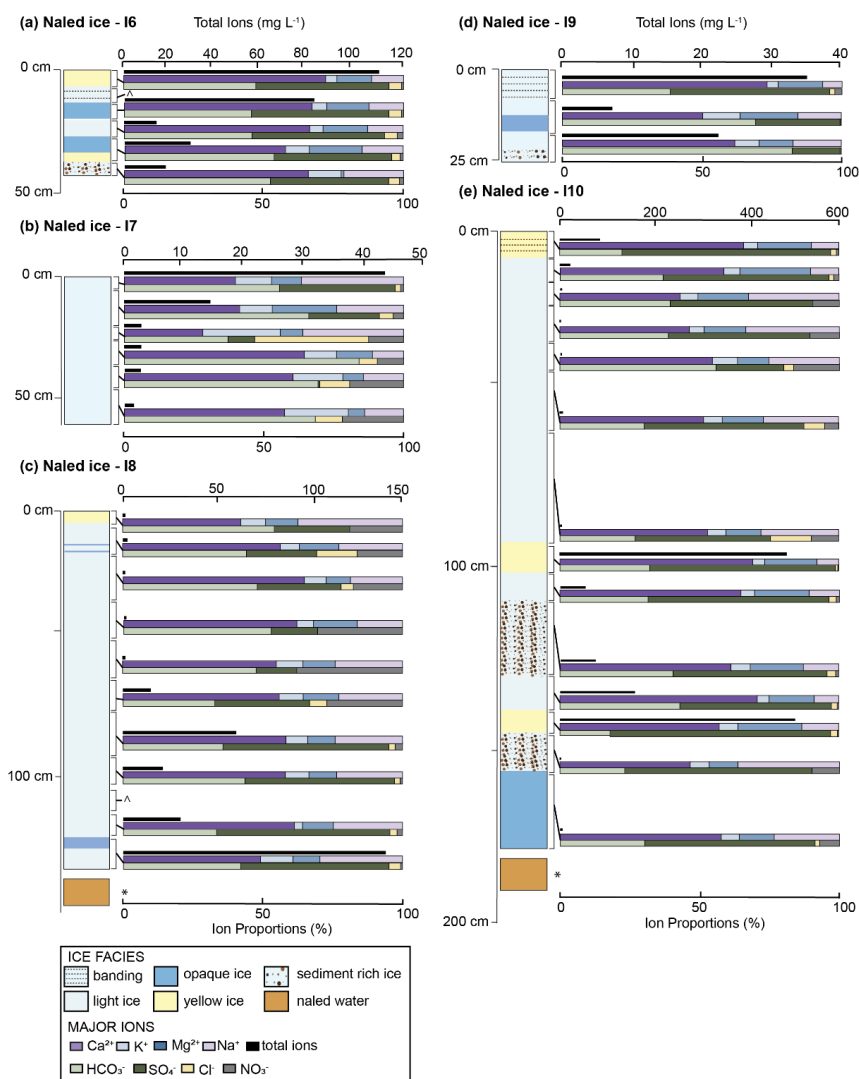 (a) Naled ice - I6
Total Ions (mg L⁻¹)
0 20 40 60 80 100 120
0 cm
^
50 cm
0 50 100
(b) Naled ice - I7
0 10 20 30 40 50
0 cm
50 cm
0 50 100
(c) Naled ice - I8
0 50 100 150
0 cm
100 cm
^
*
0 50 100
Ion Proportions (%)
(d) Naled ice - I9
Total Ions (mg L⁻¹)
0 10 20 30 40
0 cm
25 cm
0 50 100
(e) Naled ice - I10
0 200 400 600
0 cm
100 cm
*
200 cm
0 50 100
Ion Proportions (%)
ICE FACIES
banding opaque ice sediment rich ice
light ice yellow ice naled water
MAJOR IONS
Ca²⁺ K⁺ Mg²⁺ Na⁺ total ions
HCO₃⁻ SO₄⁻ Cl⁻ NO₃⁻